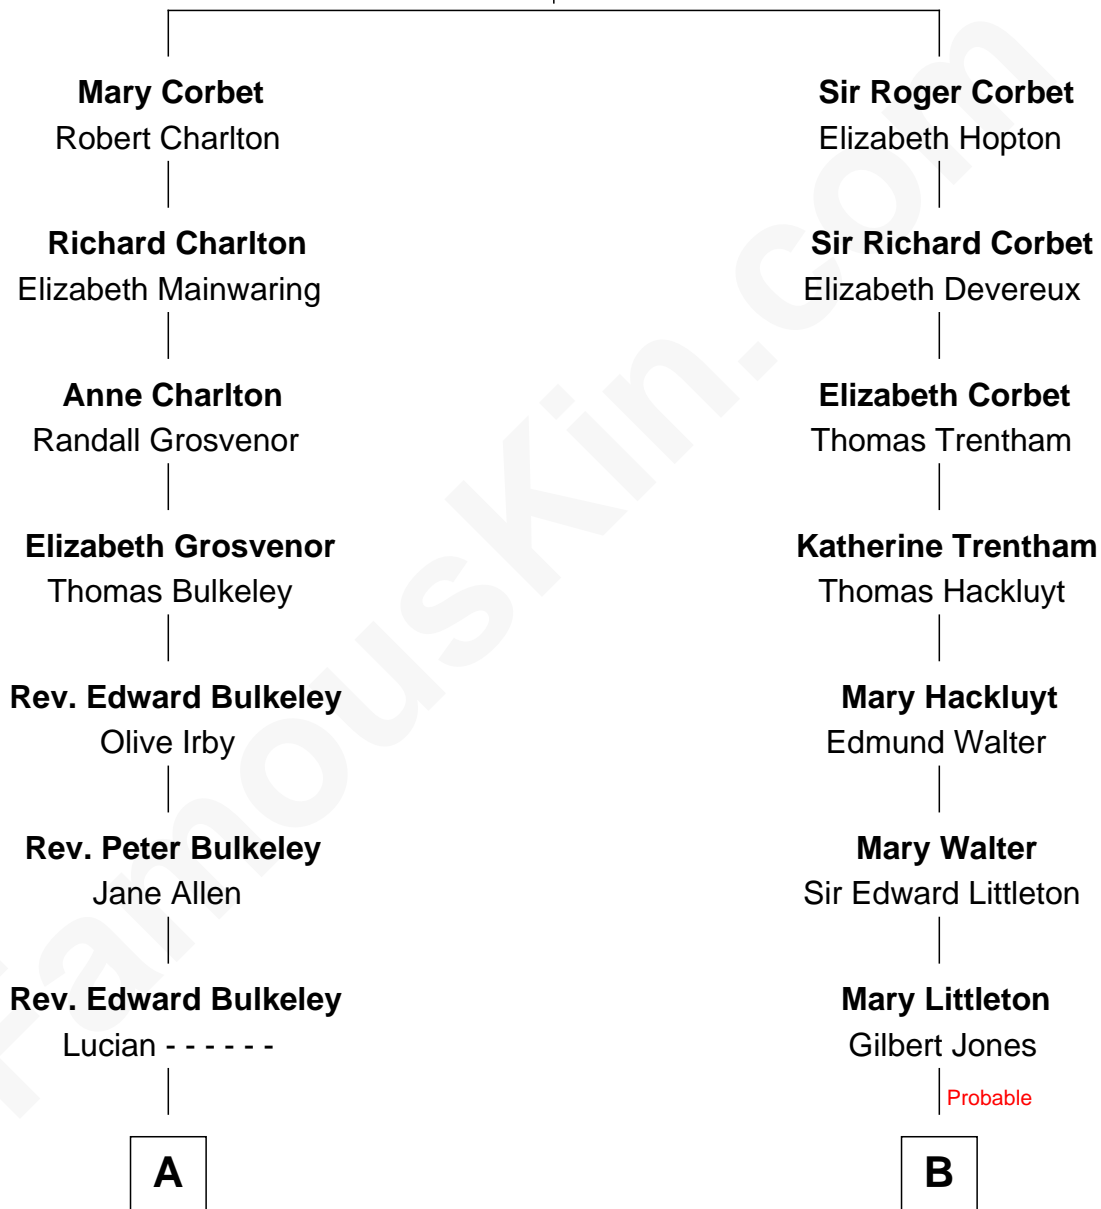 Mary Corbet
Robert Charlton
Richard Charlton
Elizabeth Mainwaring
Anne Charlton
Randall Grosvenor
Elizabeth Grosvenor
Thomas Bulkeley
Rev. Edward Bulkeley
Olive Irby
Rev. Peter Bulkeley
Jane Allen
Rev. Edward Bulkeley
Lucian - - - - - -
A
Sir Roger Corbet
Elizabeth Hopton
Sir Richard Corbet
Elizabeth Devereux
Elizabeth Corbet
Thomas Trentham
Katherine Trentham
Thomas Hackluyt
Mary Hackluyt
Edmund Walter
Mary Walter
Sir Edward Littleton
Mary Littleton
Gilbert Jones
Probable
B
FamousKin.com